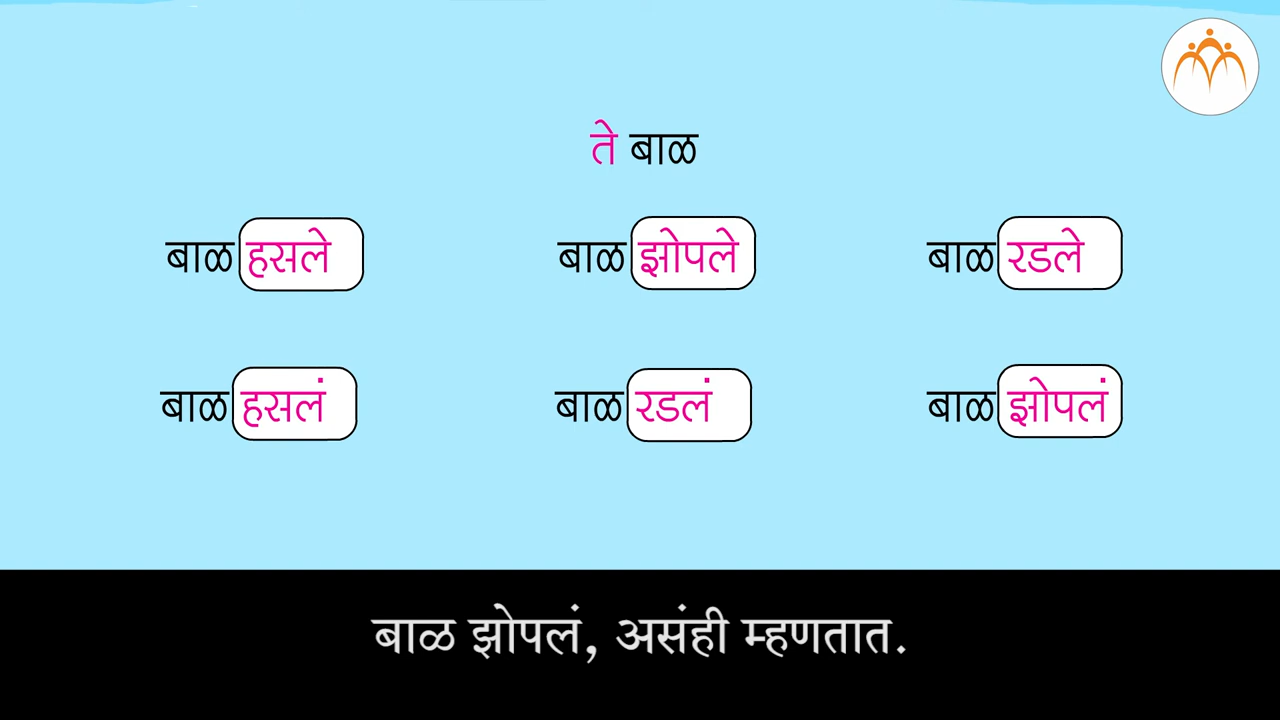 ते बाळ
बाळ हसले बाळ झोपले बाळ रडले
बाळ हसलं बाळ रडलं बाळ झोपलं
बाळ झोपलं, असंही म्हणतात.